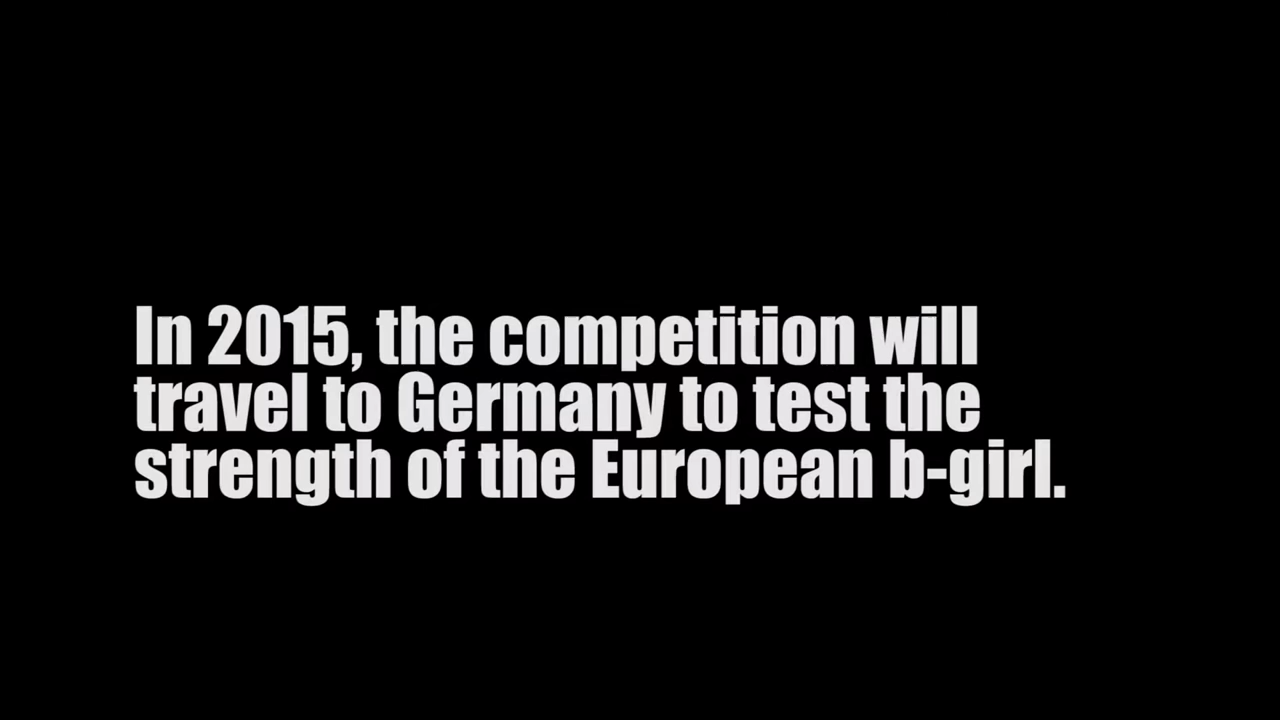 In 2015, the competition will
travel to Germany to test the
strength of the European b-girl.